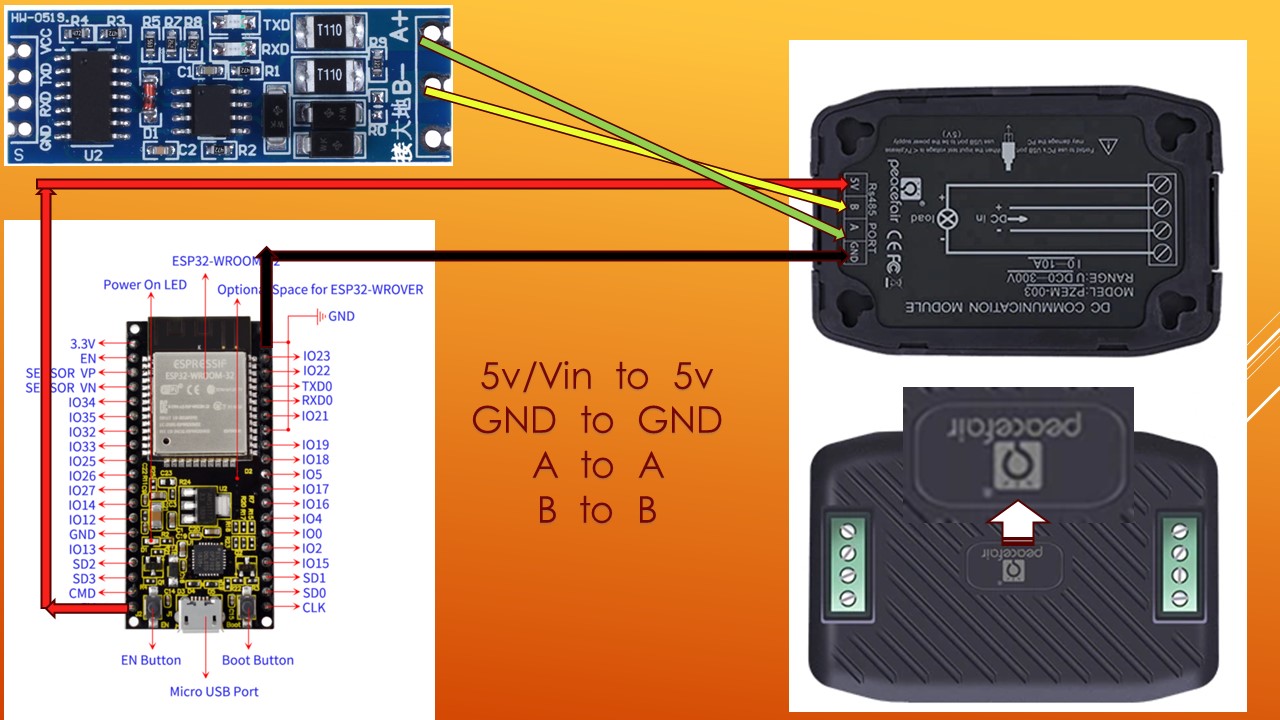 HW-0519
R4
R3
R5 R7 R8
TXD
RXD
VCC
TXD
RXD
GND
S
U2
D1
C1
R1
C2
R2
T110
T110
R9
R0
A+
B-
接大地
ESP32-WROOM-32
Power On LED
Optional Space for ESP32-WROVER
GND
3.3V
EN
SENSOR VP
SENSOR VN
IO34
IO35
IO32
IO33
IO25
IO26
IO27
IO14
IO12
GND
IO13
SD2
SD3
CMD
IO23
IO22
TXD0
RXD0
IO21
IO19
IO18
IO5
IO17
IO16
IO4
IO0
IO2
IO15
SD1
SD0
CLK
ESPRESSIF
ESP32-WROOM-32
EN Button
Boot Button
Micro USB Port
5v/Vin to 5v
GND to GND
A to A
B to B
5V
B
A
GND
RS485 PORT
peacefair
CE FC
load
DC in
DC COMMUNICATION MODULE
MODEL:PZEM-003
RANGE:U DC0-300V
I 0-10A
peacefair
peacefair